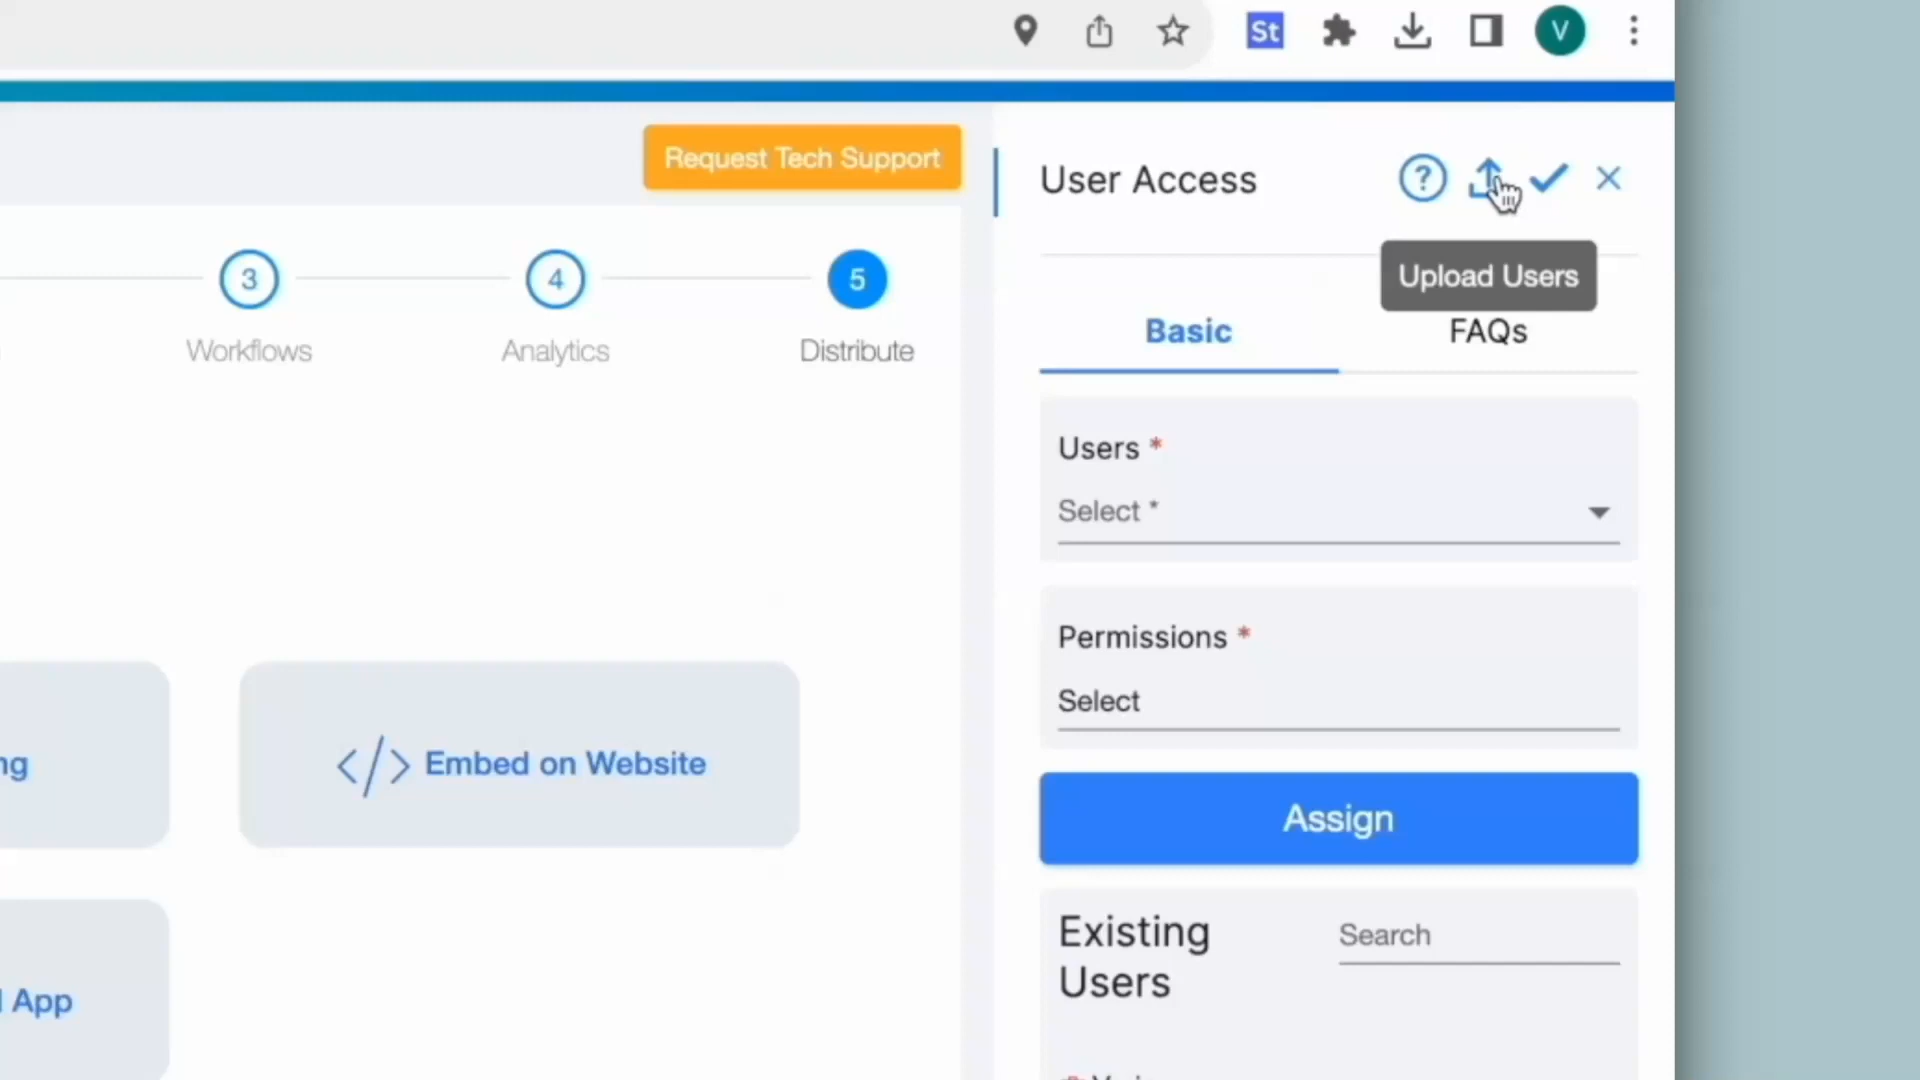 St
V
Request Tech Support
User Access
?
Upload Users
3
4
5
Workflows
Analytics
Distribute
Basic
FAQs
Users *
Select *
Permissions *
Select
ng
</> Embed on Website
Assign
Existing
Users
Search
App